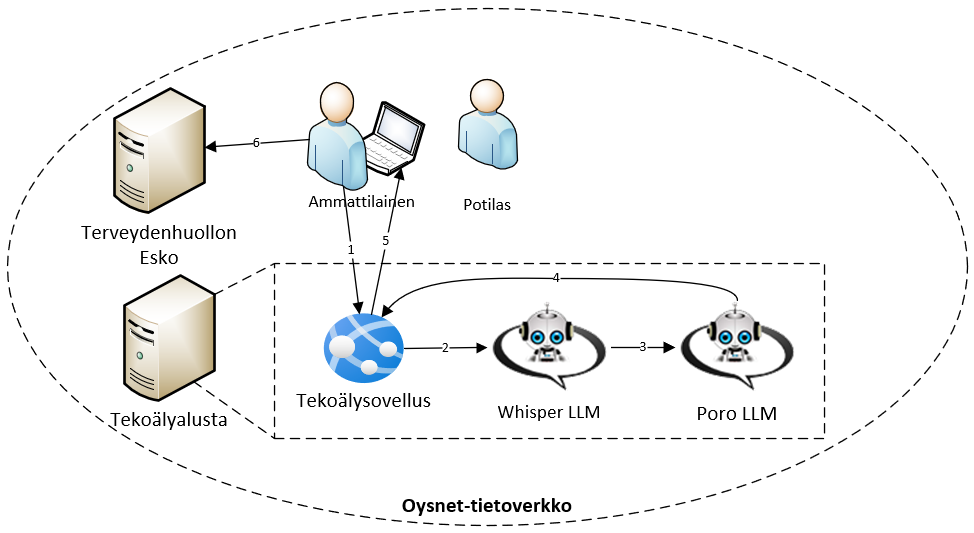 6
Ammattilainen
Potilas
Terveydenhuollon
Esko
1
5
4
2
3
Tekoälysovellus
Whisper LLM
Poro LLM
Tekoälyalusta
Oysnet-tietoverkko